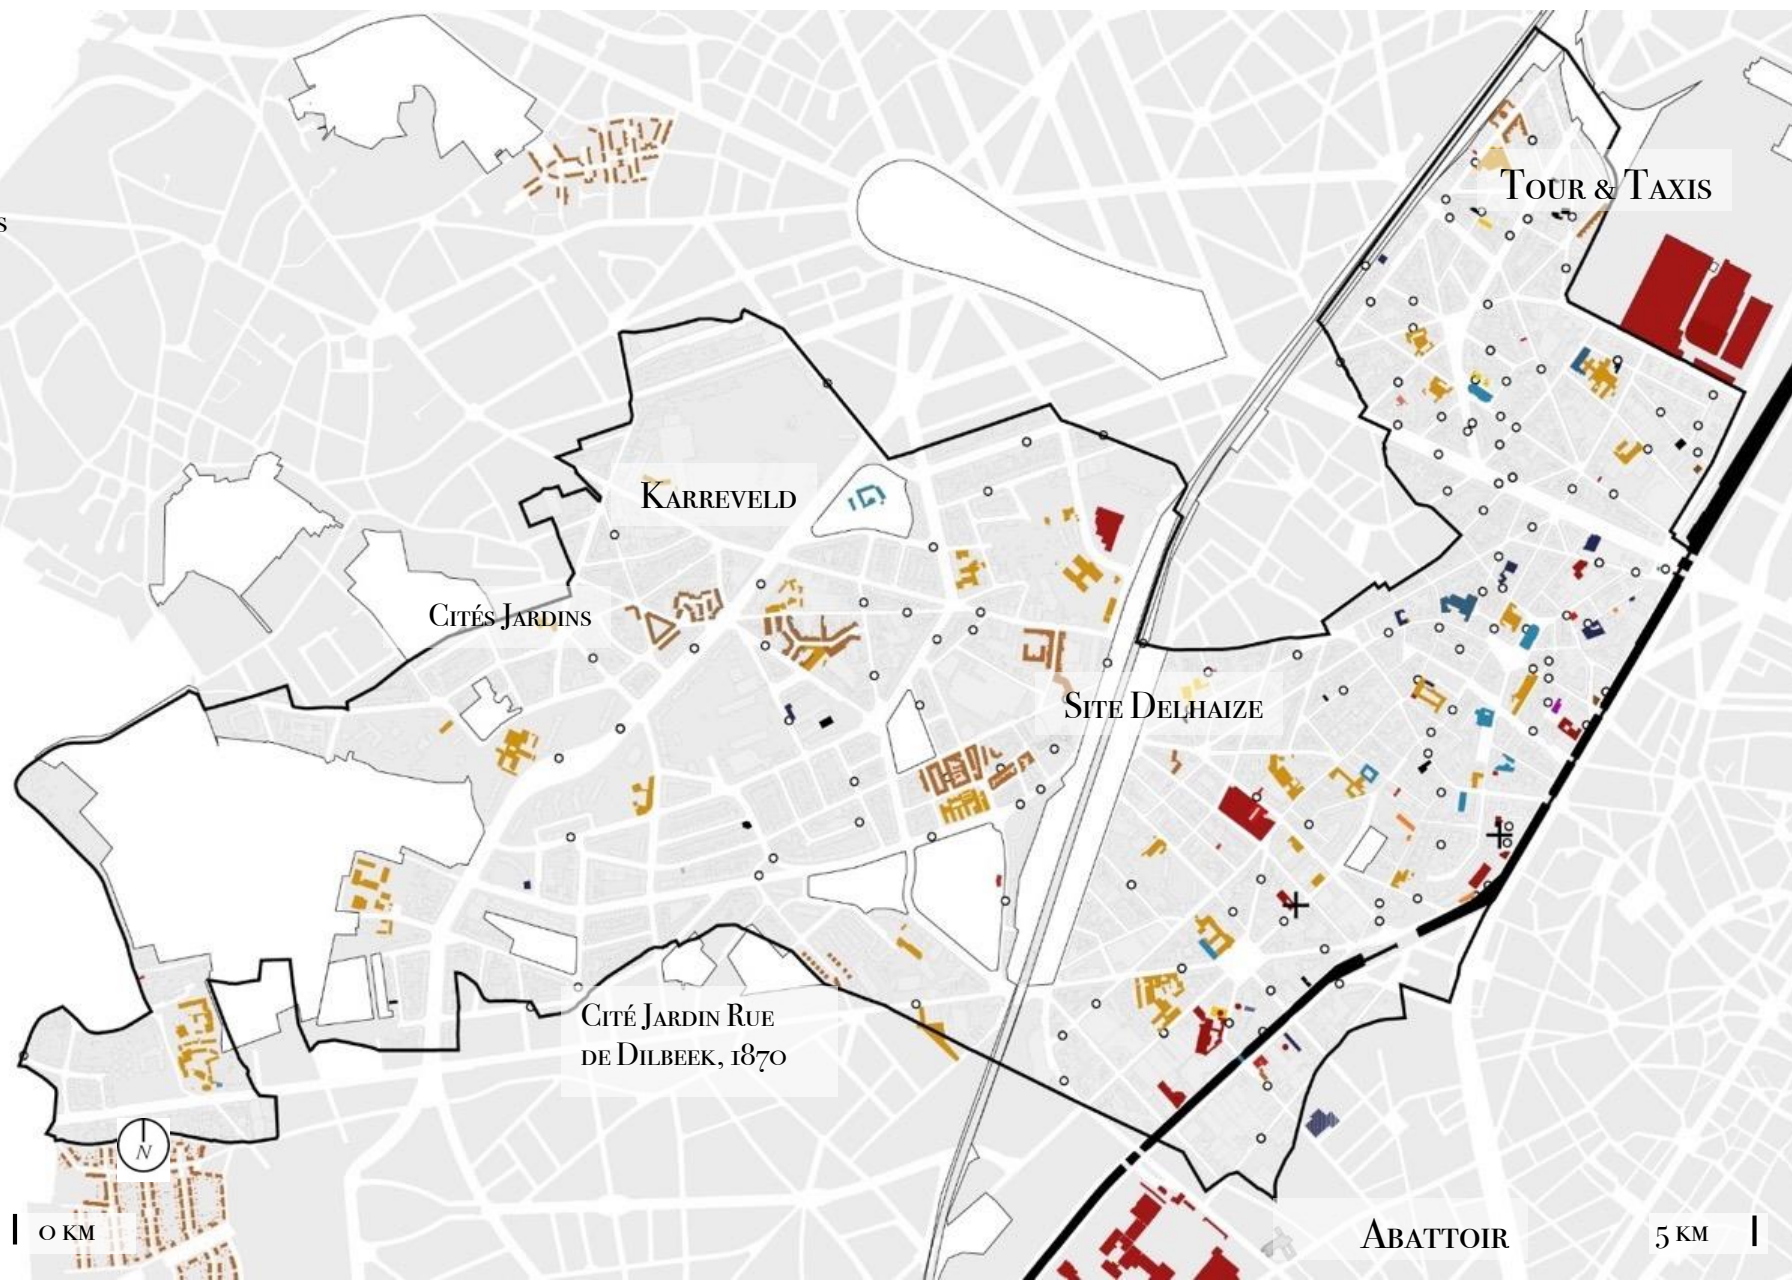 s
Tour & Taxis
Karreveld
Cités Jardins
Site Delhaize
Cité Jardin Rue
de Dilbeek, 1870
N
0 km
Abattoir
5 km